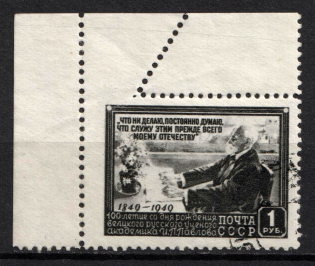 „ЧТО НИ ДЕЛАЮ, ПОСТОЯННО ДУМАЮ,
ЧТО СЛУЖУ ЭТИМ ПРЕЖДЕ ВСЕГО
МОЕМУ ОТЕЧЕСТВУ"
1849–1949
100 летие со дня рождения
великого русского ученого
академика И.П.Павлова
ПОЧТА
СССР
1
РУБ.